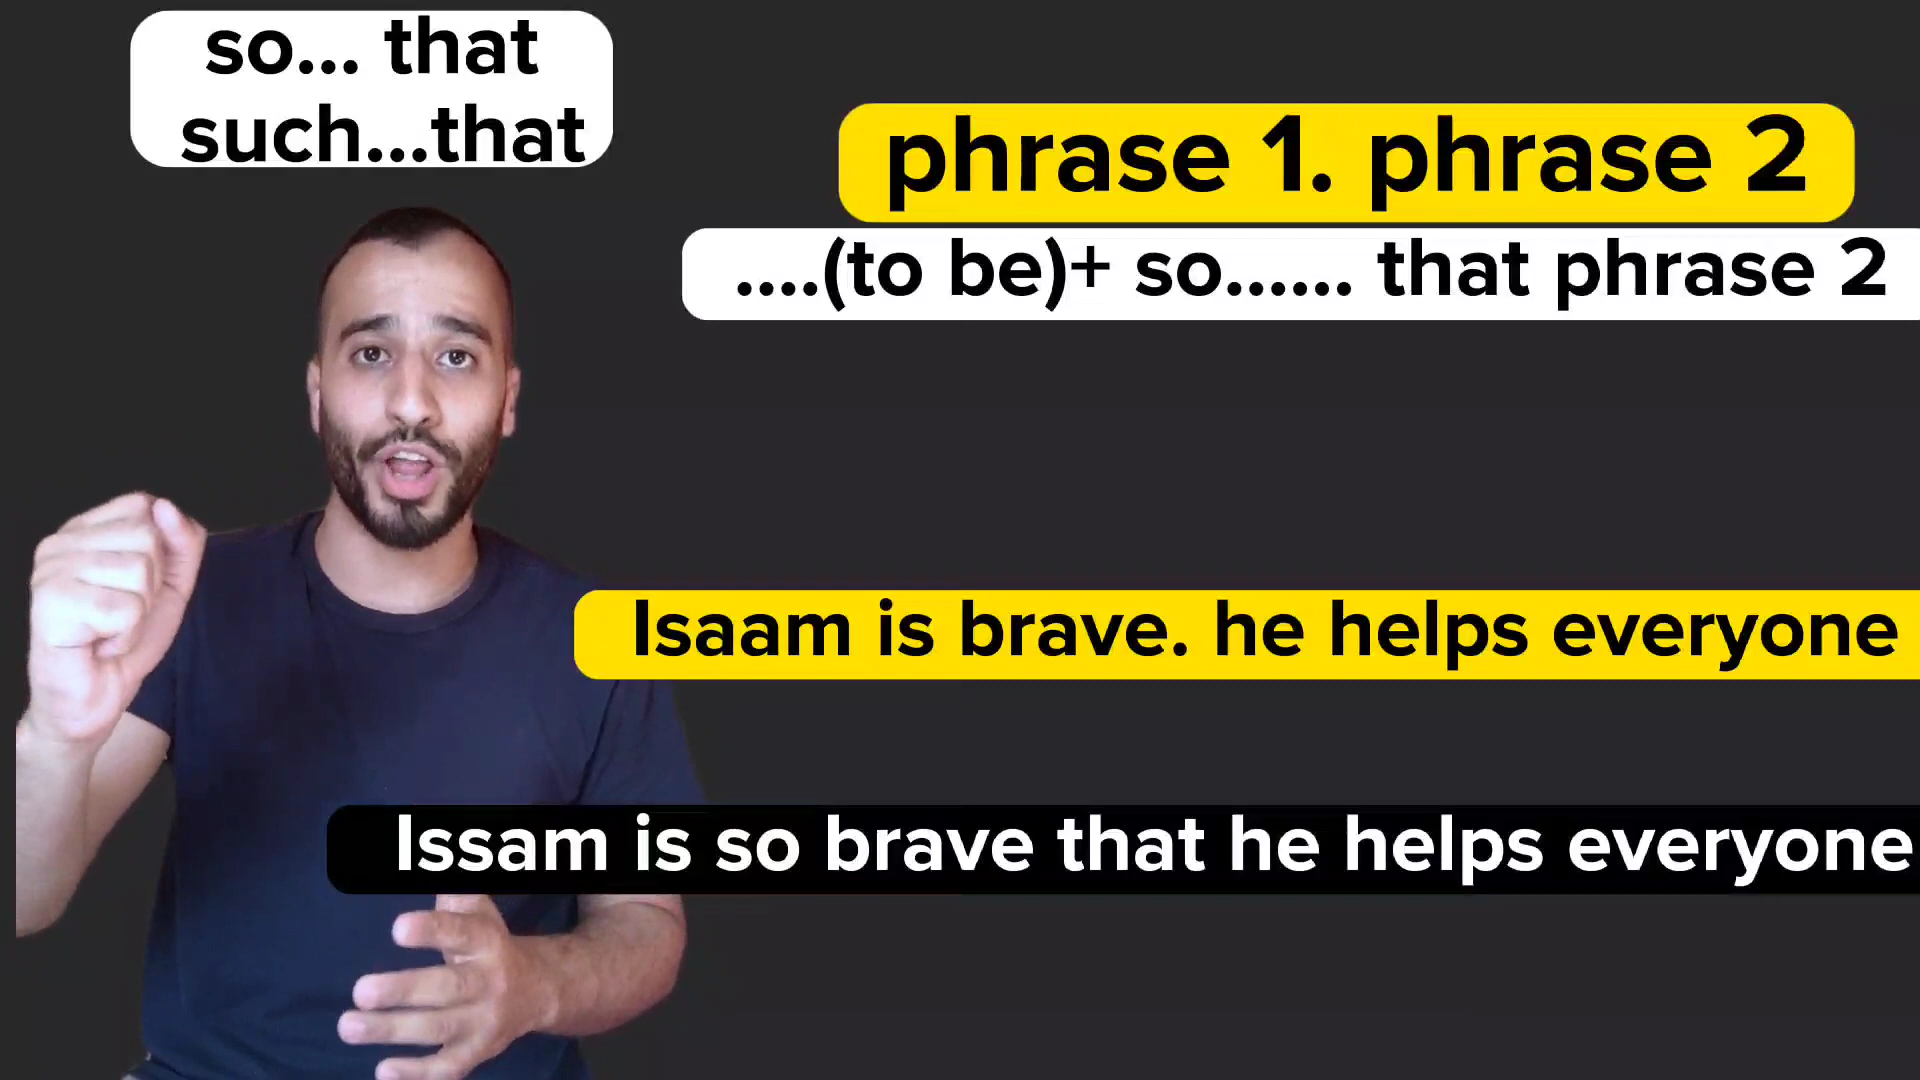 so... that
such...that
phrase 1. phrase 2
....(to be)+ so...... that phrase 2
Isaam is brave. he helps everyone
Issam is so brave that he helps everyone